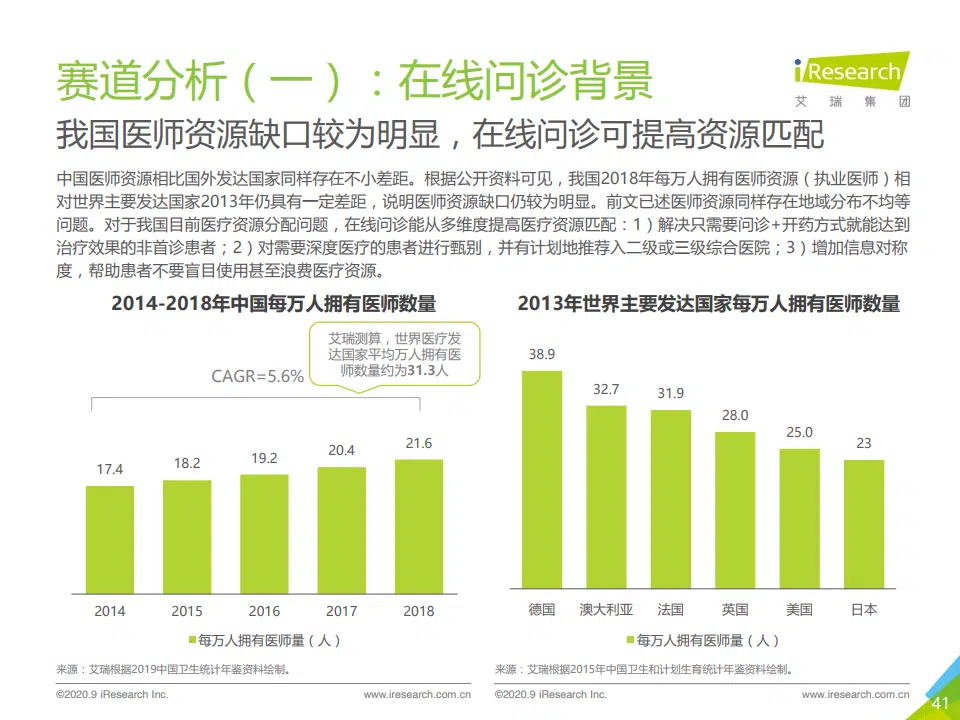 赛道分析（一）：在线问诊背景
iResearch
艾 瑞 集 团
我国医师资源缺口较为明显，在线问诊可提高资源匹配
中国医师资源相比国外发达国家同样存在不小差距。根据公开资料可见，我国2018年每万人拥有医师资源（执业医师）相
对世界主要发达国家2013年仍具有一定差距，说明医师资源缺口仍较为明显。前文已述医师资源同样存在地域分布不均等
问题。对于我国目前医疗资源分配问题，在线问诊能从多维度提高医疗资源匹配：1）解决只需要问诊+开药方式就能达到
治疗效果的非首诊患者；2）对需要深度医疗的患者进行甄别，并有计划地推荐入二级或三级综合医院；3）增加信息对称
度，帮助患者不要盲目使用甚至浪费医疗资源。
2014-2018年中国每万人拥有医师数量
艾瑞测算，世界医疗发
达国家平均万人拥有医
师数量约为31.3人
CAGR=5.6%
17.4 18.2 19.2 20.4 21.6
2014 2015 2016 2017 2018
每万人拥有医师量（人）
来源：艾瑞根据2019中国卫生统计年鉴资料绘制。
©2020.9 iResearch Inc. www.iresearch.com.cn
2013年世界主要发达国家每万人拥有医师数量
38.9 32.7 31.9 28.0 25.0 23
德国 澳大利亚 法国 英国 美国 日本
每万人拥有医师量（人）
来源：艾瑞根据2015年中国卫生和计划生育统计年鉴资料绘制。
©2020.9 iResearch Inc. www.iresearch.com.cn
41